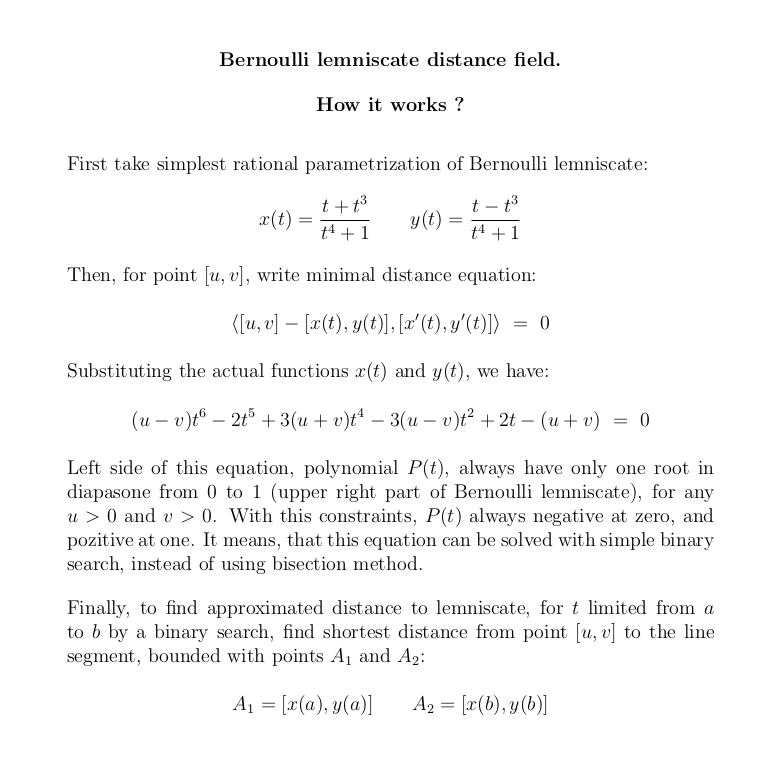 Bernoulli lemniscate distance field.
How it works ?
First take simplest rational parametrization of Bernoulli lemniscate:
x(t) = \frac{t + t^3}{t^4 + 1} y(t) = \frac{t - t^3}{t^4 + 1}
Then, for point [u, v], write minimal distance equation:
⟨[u, v] − [x(t), y(t)], [x′(t), y′(t)]⟩ = 0
Substituting the actual functions x(t) and y(t), we have:
(u − v)t^6 − 2t^5 + 3(u + v)t^4 − 3(u − v)t^2 + 2t − (u + v) = 0
Left side of this equation, polynomial P(t), always have only one root in
diapasone from 0 to 1 (upper right part of Bernoulli lemniscate), for any
u > 0 and v > 0. With this constraints, P(t) always negative at zero, and
pozitive at one. It means, that this equation can be solved with simple binary
search, instead of using bisection method.
Finally, to find approximated distance to lemniscate, for t limited from a
to b by a binary search, find shortest distance from point [u, v] to the line
segment, bounded with points A_1 and A_2:
A_1 = [x(a), y(a)] A_2 = [x(b), y(b)]